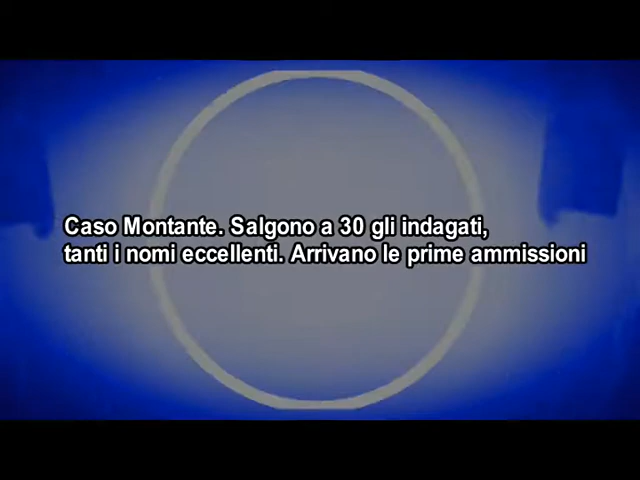 Caso Montante. Salgono a 30 gli indagati,
tanti i nomi eccellenti. Arrivano le prime ammissioni